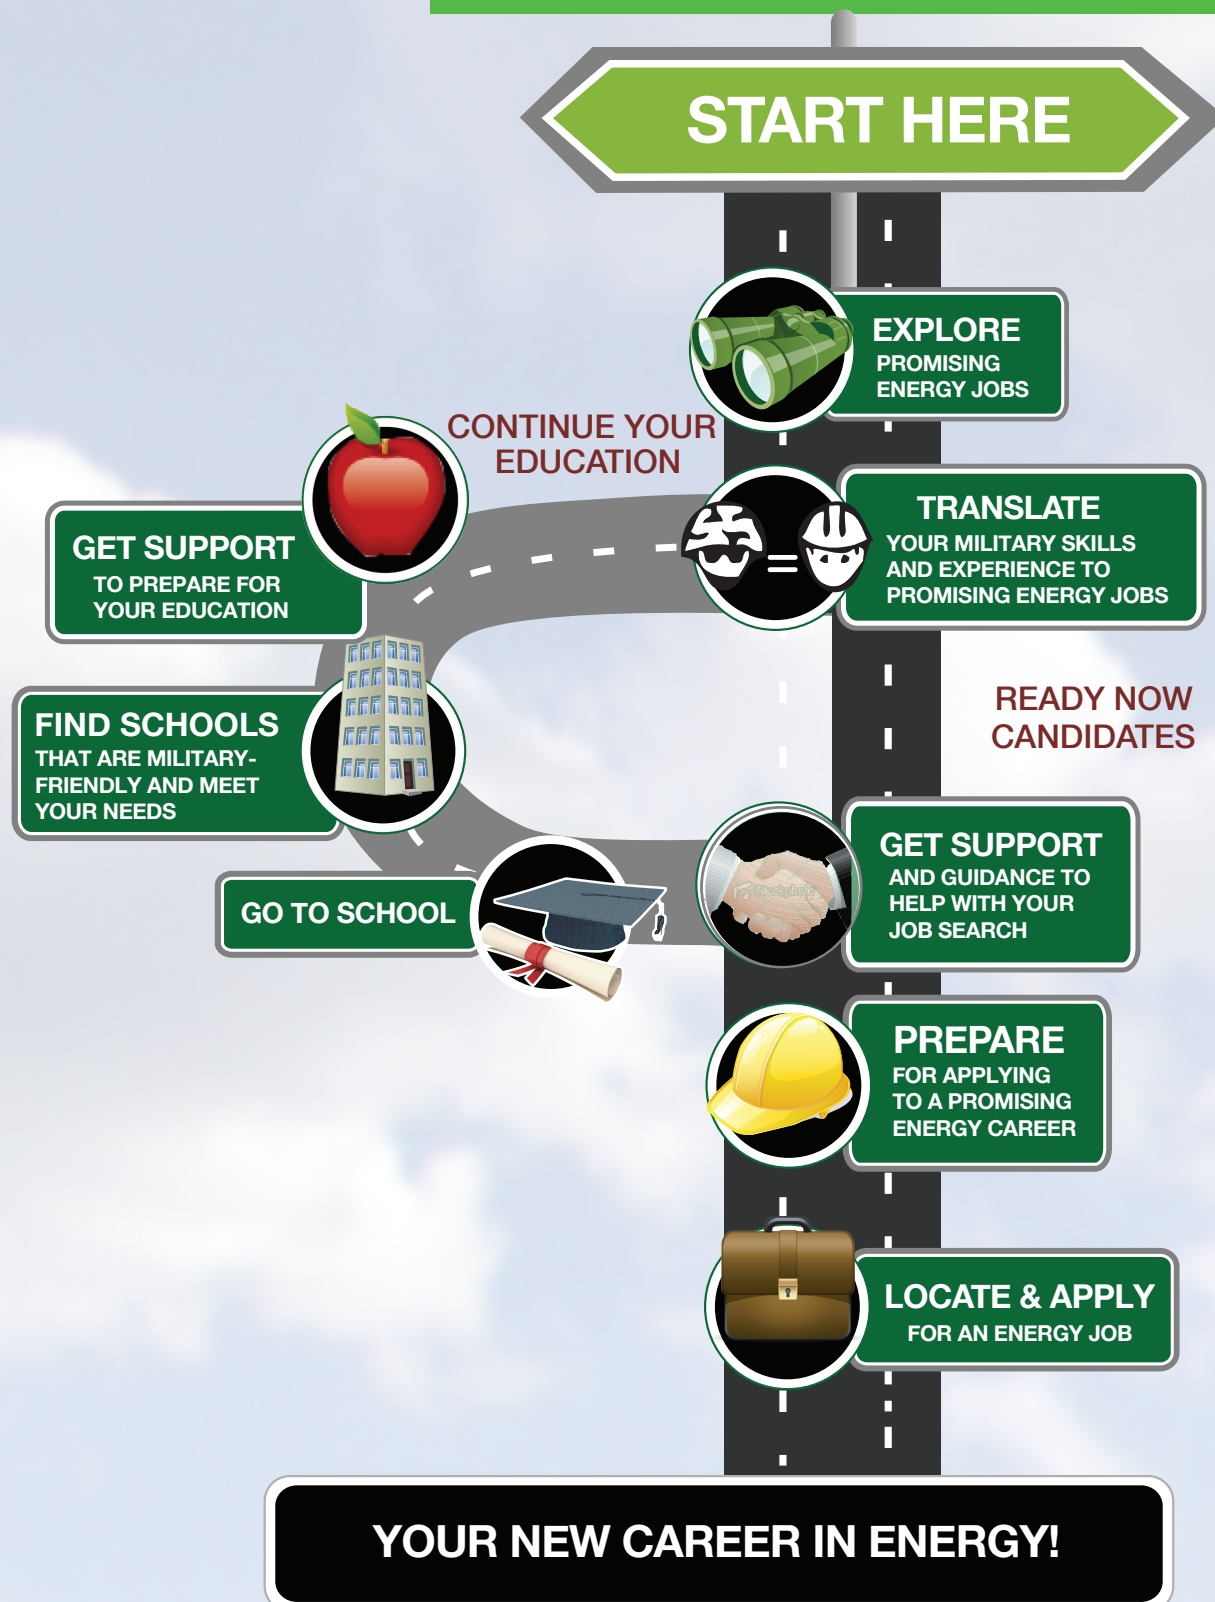 START HERE
EXPLORE
PROMISING
ENERGY JOBS
CONTINUE YOUR
EDUCATION
TRANSLATE
YOUR MILITARY SKILLS
AND EXPERIENCE TO
PROMISING ENERGY JOBS
GET SUPPORT
TO PREPARE FOR
YOUR EDUCATION
FIND SCHOOLS
THAT ARE MILITARY-
FRIENDLY AND MEET
YOUR NEEDS
GO TO SCHOOL
READY NOW
CANDIDATES
GET SUPPORT
AND GUIDANCE TO
HELP WITH YOUR
JOB SEARCH
PREPARE
FOR APPLYING
TO A PROMISING
ENERGY CAREER
LOCATE & APPLY
FOR AN ENERGY JOB
YOUR NEW CAREER IN ENERGY!